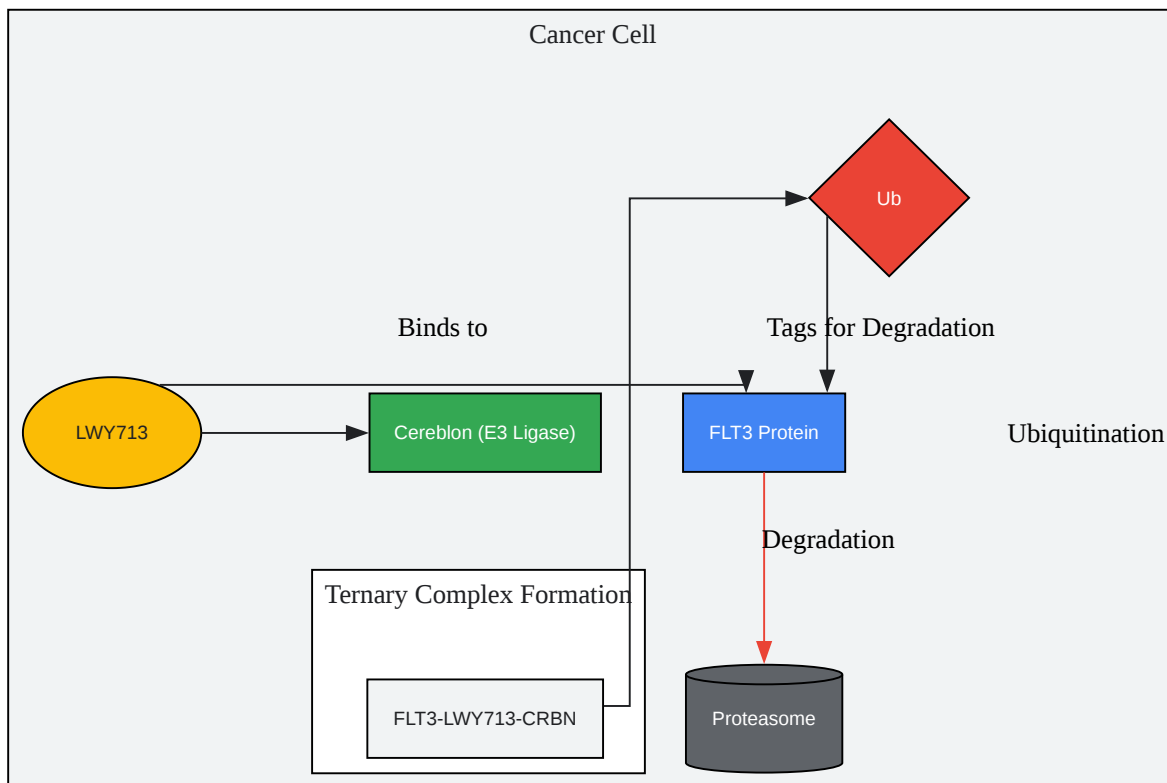 Cancer Cell
Ub
Binds to
Tags for Degradation
LWY713
Cereblon (E3 Ligase)
FLT3 Protein
Ubiquitination
Degradation
Ternary Complex Formation
FLT3-LWY713-CRBN
Proteasome